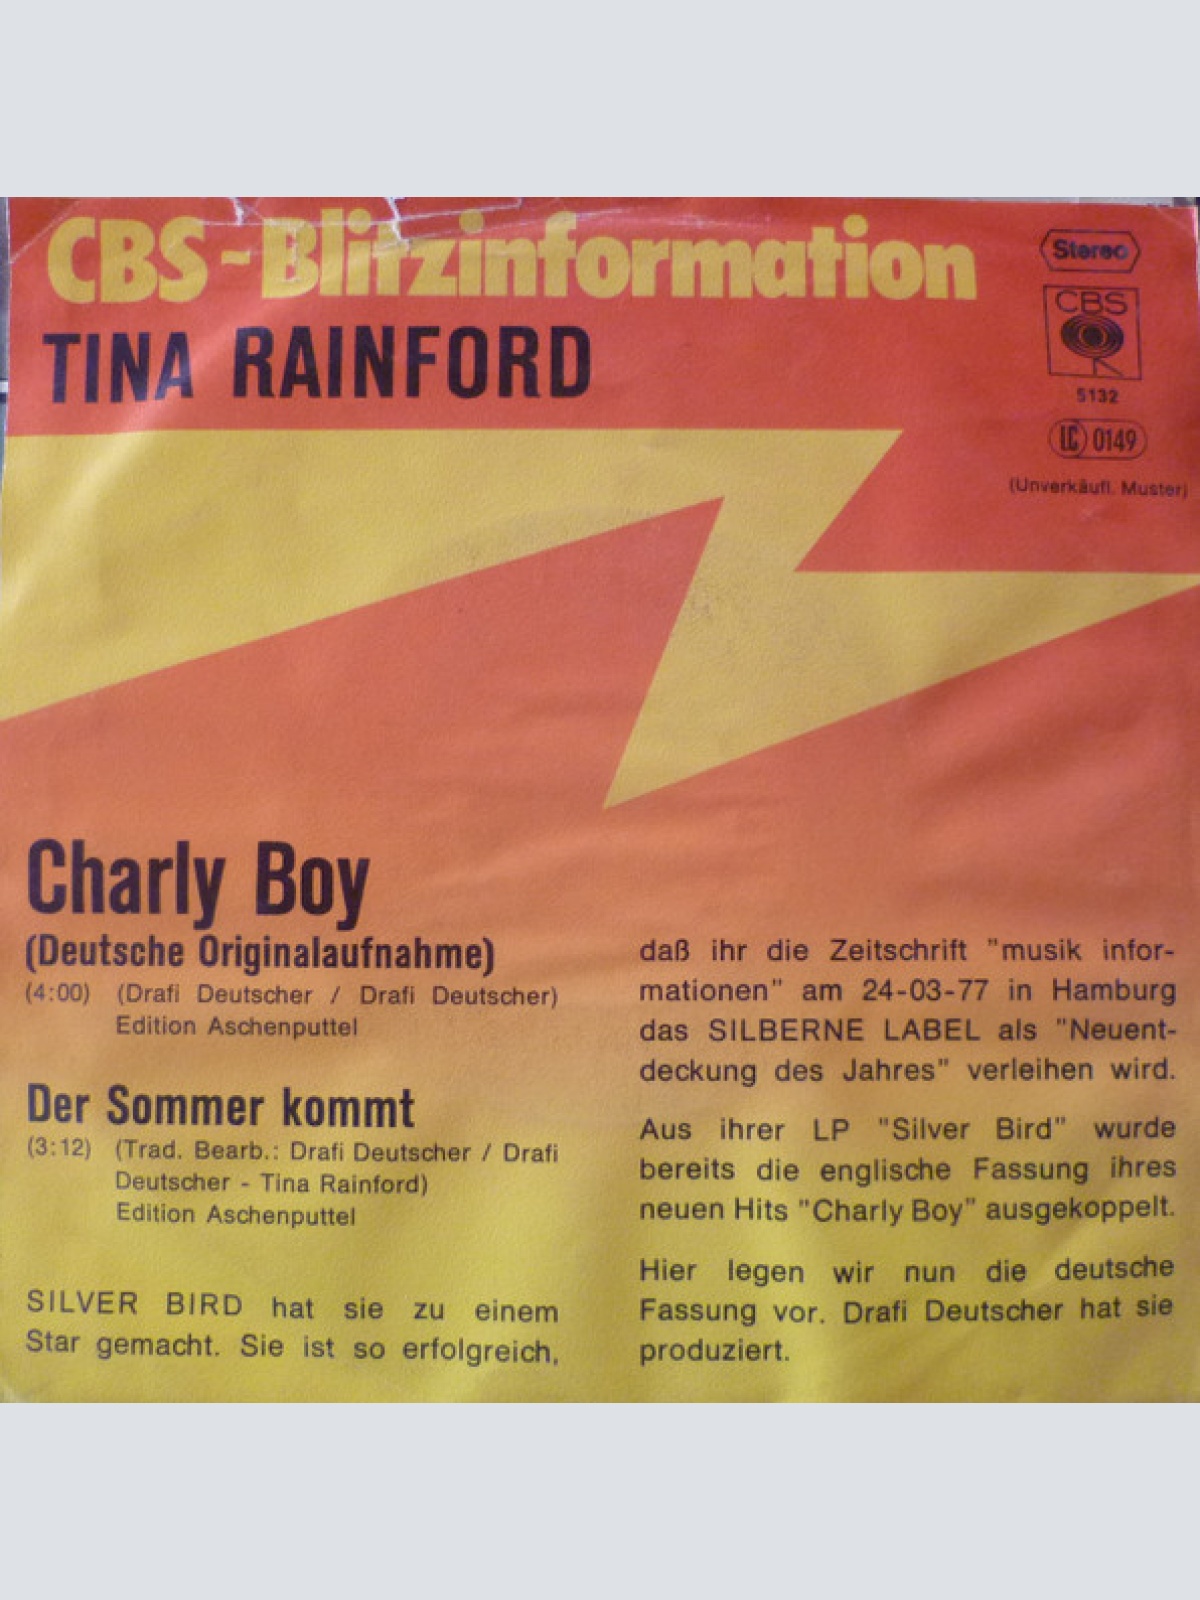 CBS-Blitzinformation
TINA RAINFORD
Stereo
CBS
5132
LC 0149
(Unverkäufl. Muster)
Charly Boy
(Deutsche Originalaufnahme)
(4:00) (Drafi Deutscher / Drafi Deutscher)
Edition Aschenputtel
Der Sommer kommt
(3:12) (Trad. Bearb.: Drafi Deutscher / Drafi
Deutscher - Tina Rainford)
Edition Aschenputtel
SILVER BIRD hat sie zu einem
Star gemacht. Sie ist so erfolgreich,
daß ihr die Zeitschrift "musik infor-
mationen" am 24-03-77 in Hamburg
das SILBERNE LABEL als "Neuent-
deckung des Jahres" verleihen wird.
Aus ihrer LP "Silver Bird" wurde
bereits die englische Fassung ihres
neuen Hits "Charly Boy" ausgekoppelt.
Hier legen wir nun die deutsche
Fassung vor. Drafi Deutscher hat sie
produziert.